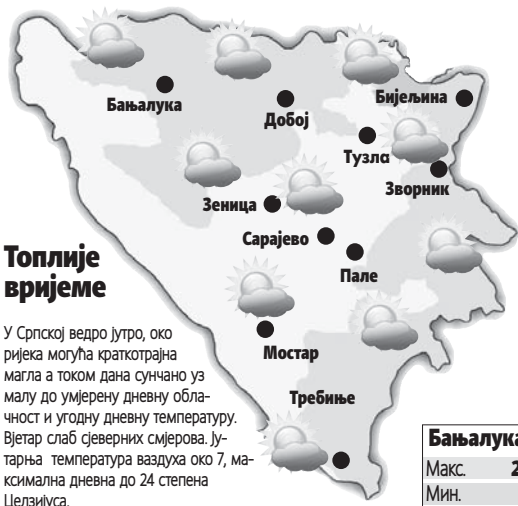 Бањалука
Добој
Бијељина
Тузла
Зворник
Зеница
Сарајево
Пале
Мостар
Требиње
Топлије
вријеме
У Српској ведро јутро, око
ријека могућа краткотрајна
магла а током дана сунчано уз
малу до умјерену дневну обла-
чност и угодну дневну температуру.
Вјетар слаб сјеверних смјерова. Ју-
тарња температура ваздуха око 7, ма-
ксимална дневна до 24 степена
Целзијуса.
Бањалука
Макс. 2
Мин.